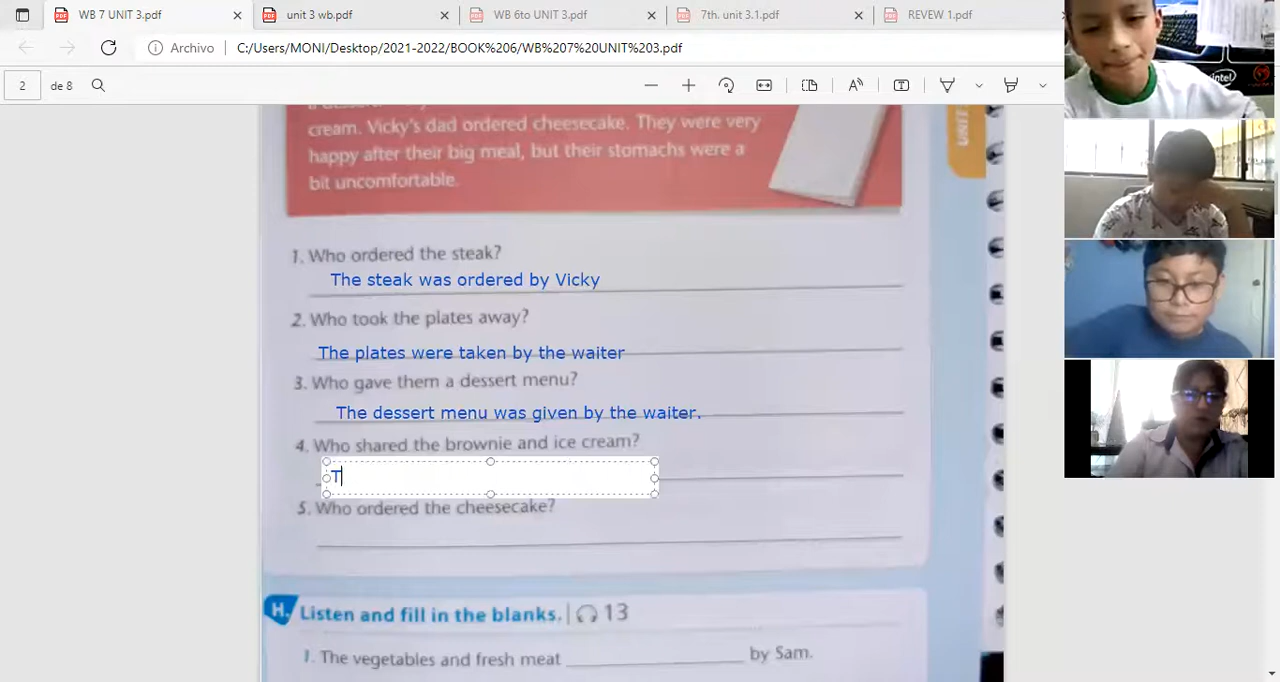 WB 7 UNIT 3.pdf
unit 3 wb.pdf
WB 6to UNIT 3.pdf
7th. unit 3.1.pdf
REVEW 1.pdf
Archivo
C:/Users/MONI/Desktop/2021-2022/BOOK%206/WB%207%20UNIT%203.pdf
2 de 8
cream. Vicky's dad ordered cheesecake. They were very
happy after their big meal, but their stomachs were a
bit uncomfortable.
UNIT
1. Who ordered the steak?
The steak was ordered by Vicky
2. Who took the plates away?
The plates were taken by the waiter
3. Who gave them a dessert menu?
The dessert menu was given by the waiter.
4. Who shared the brownie and ice cream?
T
5. Who ordered the cheesecake?
H. Listen and fill in the blanks. | 13
1. The vegetables and fresh meat ____________ by Sam.
intel